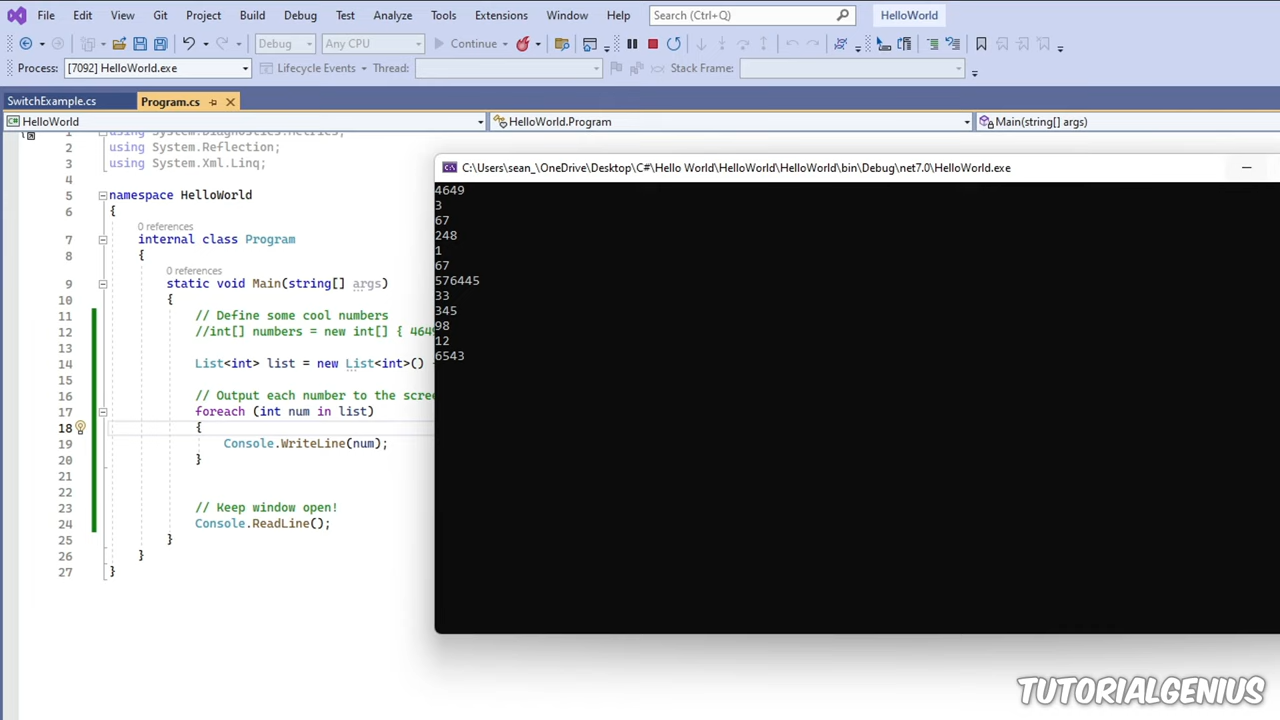 File Edit View Git Project Build Debug Test Analyze Tools Extensions Window Help Search (Ctrl+Q) HelloWorld
Debug Any CPU Continue
Process: [7092] HelloWorld.exe Lifecycle Events Thread: Stack Frame:
SwitchExample.cs Program.cs
HelloWorld HelloWorld.Program Main(string[] args)
1 using System.Diagnostics.Metrics;
2 using System.Reflection;
3 using System.Xml.Linq;
4
5 namespace HelloWorld
6 {
0 references
7 internal class Program
8 {
0 references
9 static void Main(string[] args)
10 {
11 // Define some cool numbers
12 //int[] numbers = new int[] { 4649
13
14 List<int> list = new List<int>()
15
16 // Output each number to the scree
17 foreach (int num in list)
18 {
19 Console.WriteLine(num);
20 }
21
22
23 // Keep window open!
24 Console.ReadLine();
25 }
26 }
27 }
C:\Users\sean_\OneDrive\Desktop\C#\Hello World\HelloWorld\HelloWorld\bin\Debug\net7.0\HelloWorld.exe
4649
3
67
248
1
67
576445
33
345
98
12
6543
TUTORIALGENIUS